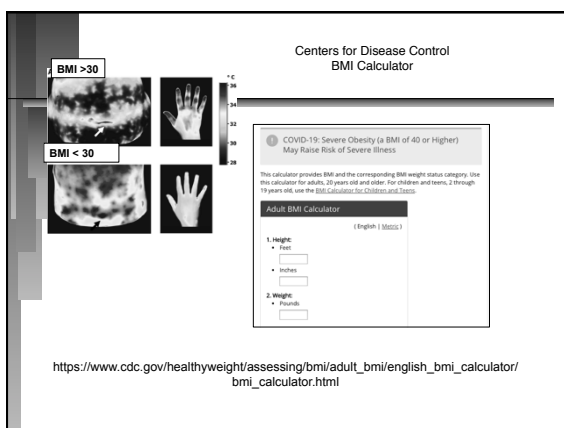 Centers for Disease Control
BMI Calculator
BMI >30
° C
36
34
32
30
28
BMI < 30
COVID-19: Severe Obesity (a BMI of 40 or Higher)
May Raise Risk of Severe Illness
This calculator provides BMI and the corresponding BMI weight status category. Use
this calculator for adults, 20 years old and older. For children and teens, 2 through
19 years old, use the BMI Calculator for Children and Teens.
Adult BMI Calculator
( English | Metric )
1. Height:
• Feet
• Inches
2. Weight:
• Pounds
https://www.cdc.gov/healthyweight/assessing/bmi/adult_bmi/english_bmi_calculator/
bmi_calculator.html